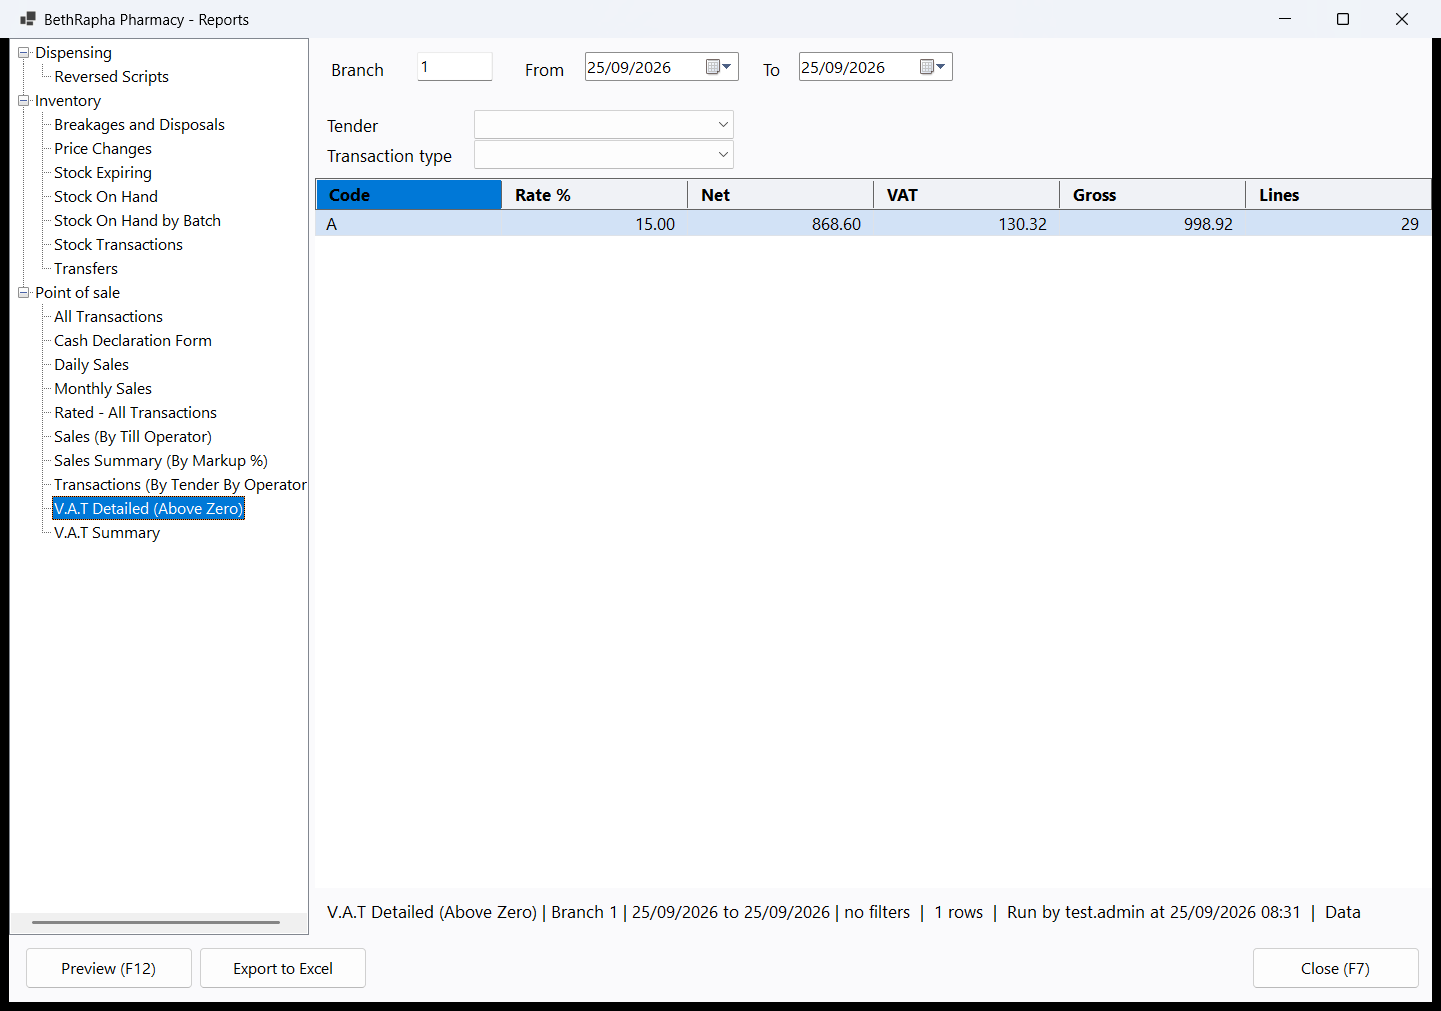 BethRapha Pharmacy - Reports
Dispensing
Reversed Scripts
Inventory
Breakages and Disposals
Price Changes
Stock Expiring
Stock On Hand
Stock On Hand by Batch
Stock Transactions
Transfers
Point of sale
All Transactions
Cash Declaration Form
Daily Sales
Monthly Sales
Rated - All Transactions
Sales (By Till Operator)
Sales Summary (By Markup %)
Transactions (By Tender By Operator
V.A.T Detailed (Above Zero)
V.A.T Summary
Branch 1 From 25/09/2026 To 25/09/2026
Tender
Transaction type
Code Rate % Net VAT Gross Lines
A 15.00 868.60 130.32 998.92 29
V.A.T Detailed (Above Zero) | Branch 1 | 25/09/2026 to 25/09/2026 | no filters | 1 rows | Run by test.admin at 25/09/2026 08:31 | Data
Preview (F12) Export to Excel Close (F7)